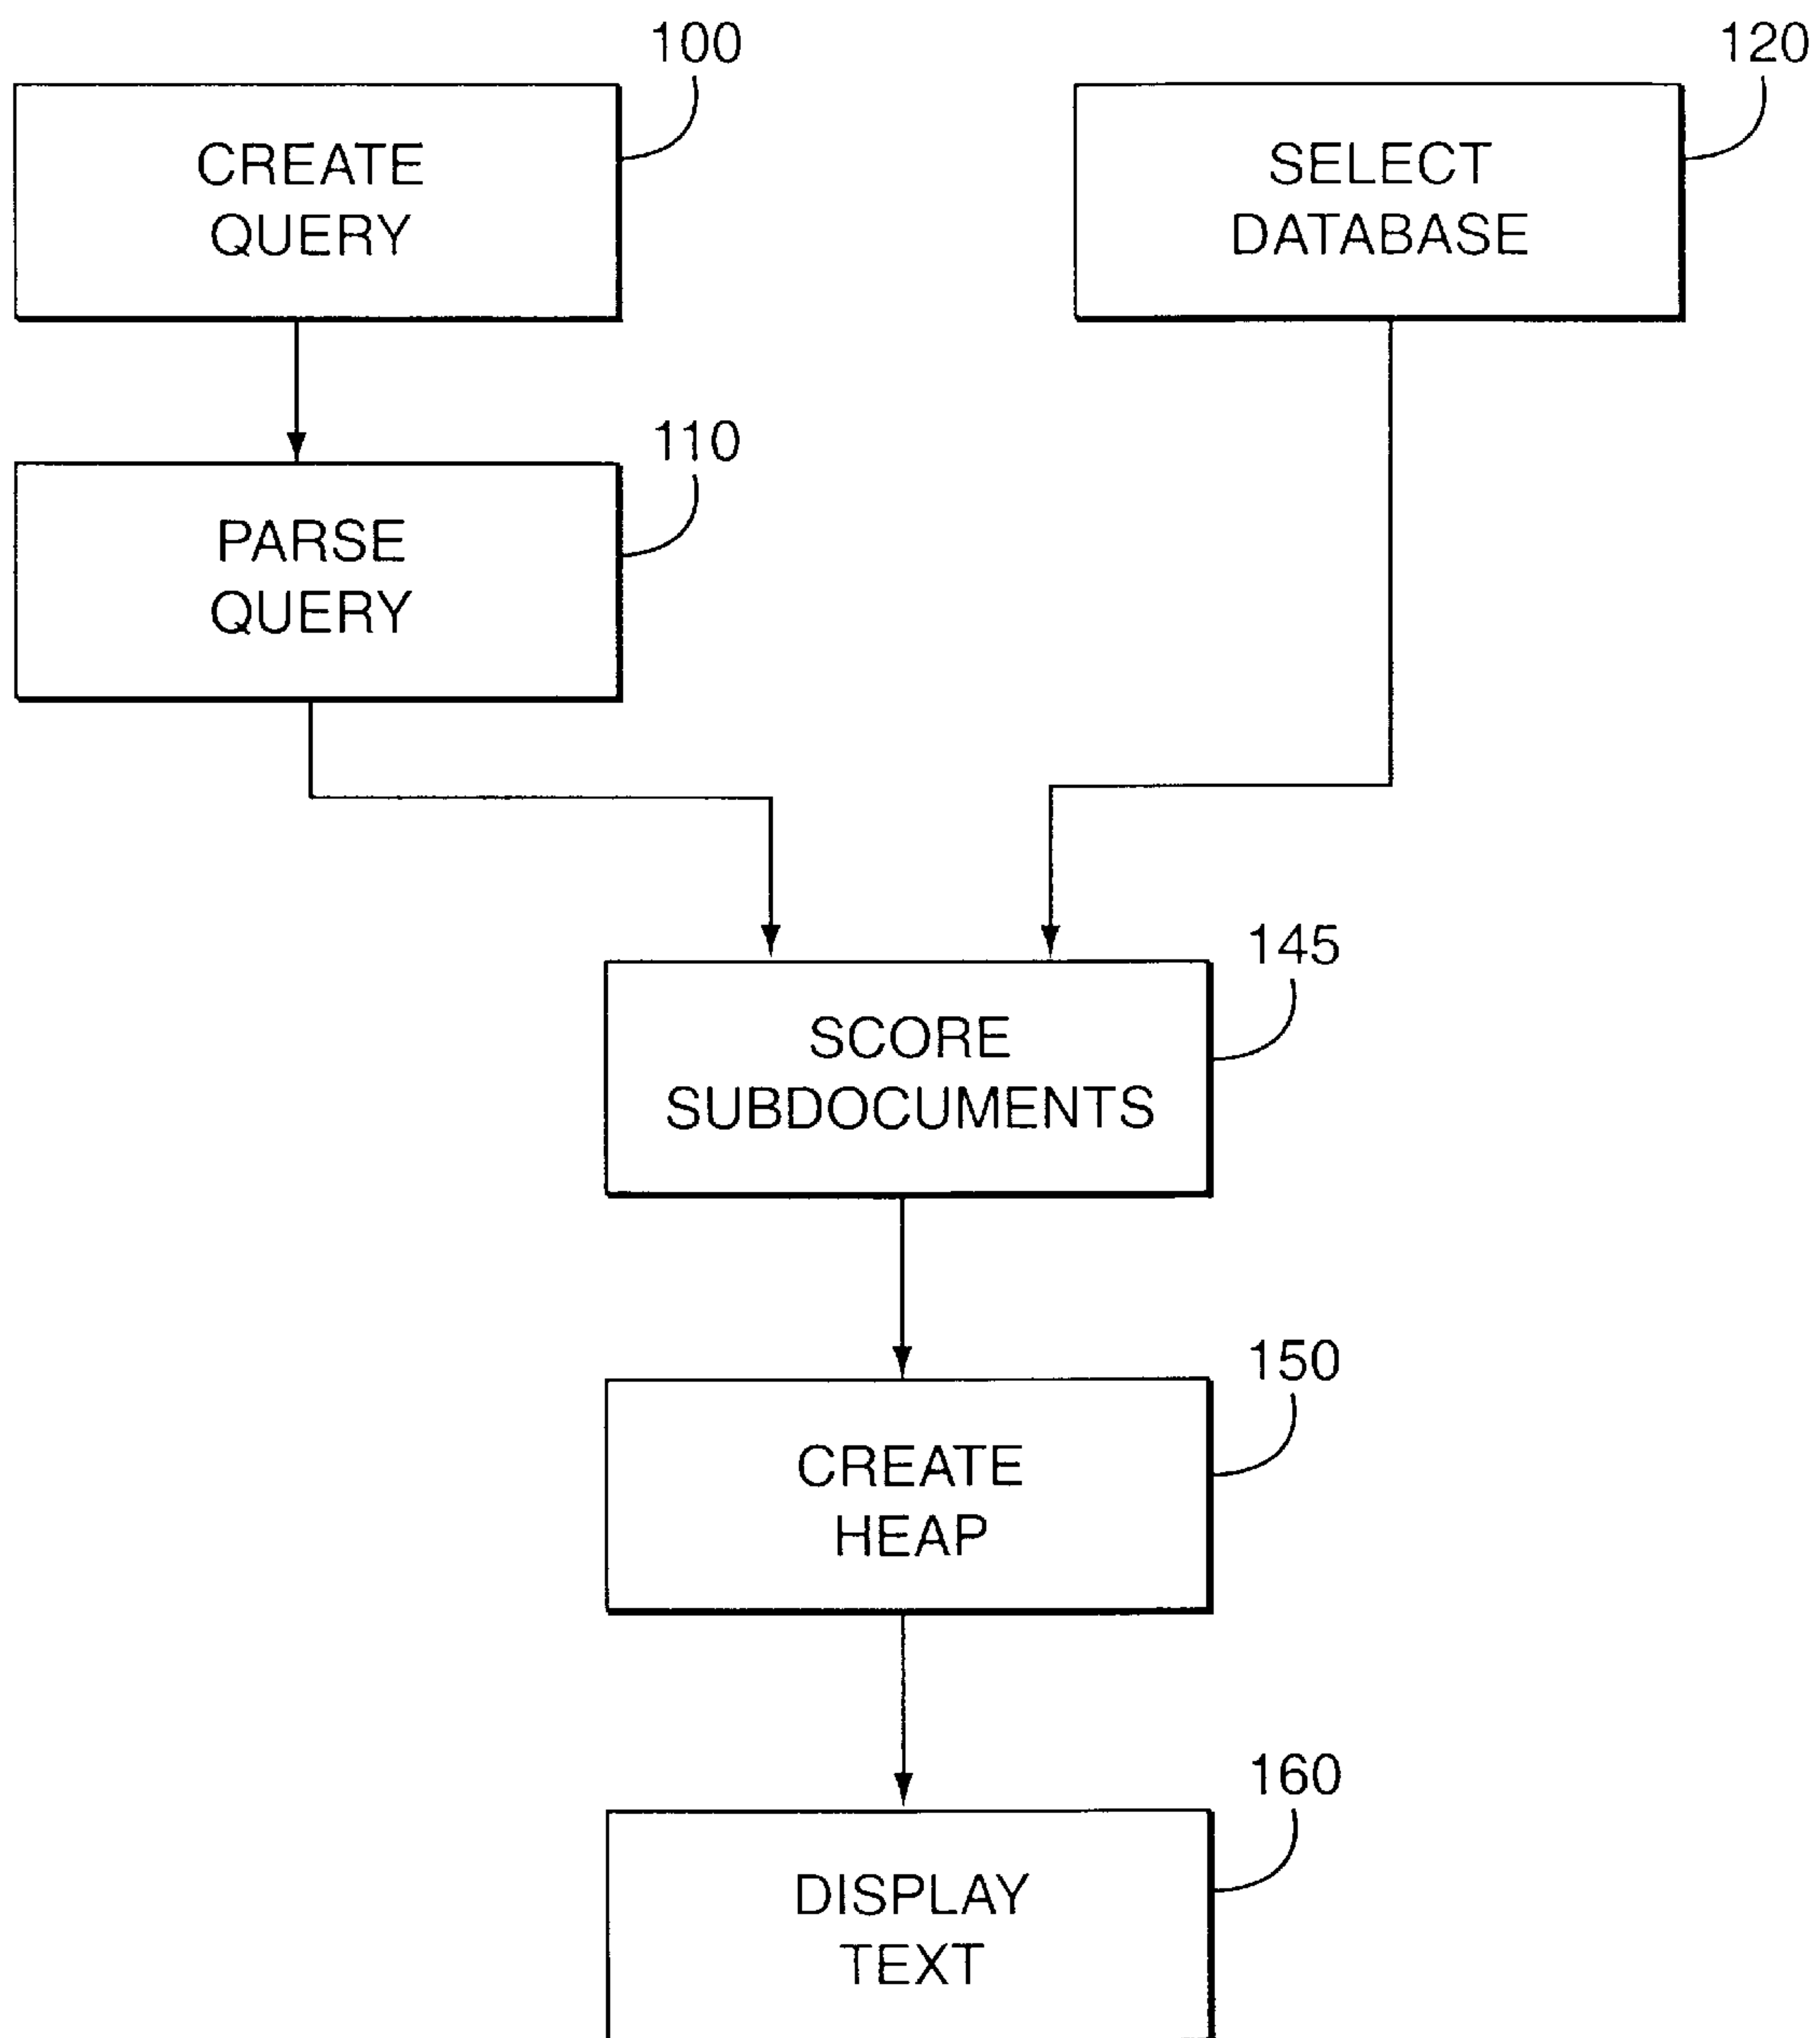 100
120
CREATE
QUERY
SELECT
DATABASE
110
PARSE
QUERY
145
SCORE
SUBDOCUMENTS
150
CREATE
HEAP
160
DISPLAY
TEXT